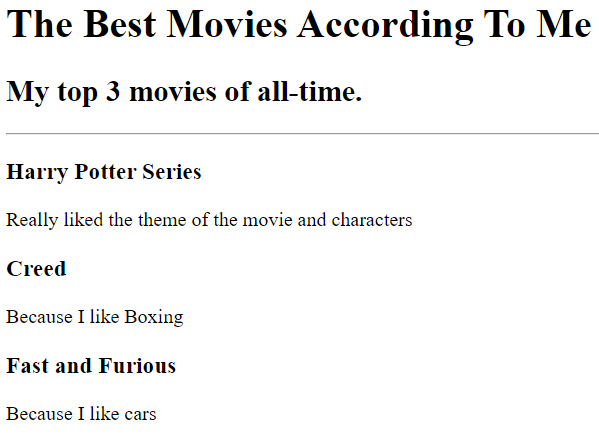 The Best Movies According To Me
My top 3 movies of all-time.
Harry Potter Series
Really liked the theme of the movie and characters
Creed
Because I like Boxing
Fast and Furious
Because I like cars